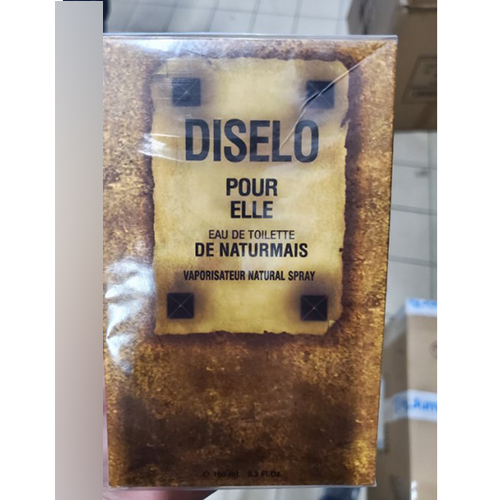 DISELO
POUR
ELLE
EAU DE TOILETTE
DE NATURMAIS
VAPORISATEUR NATURAL SPRAY